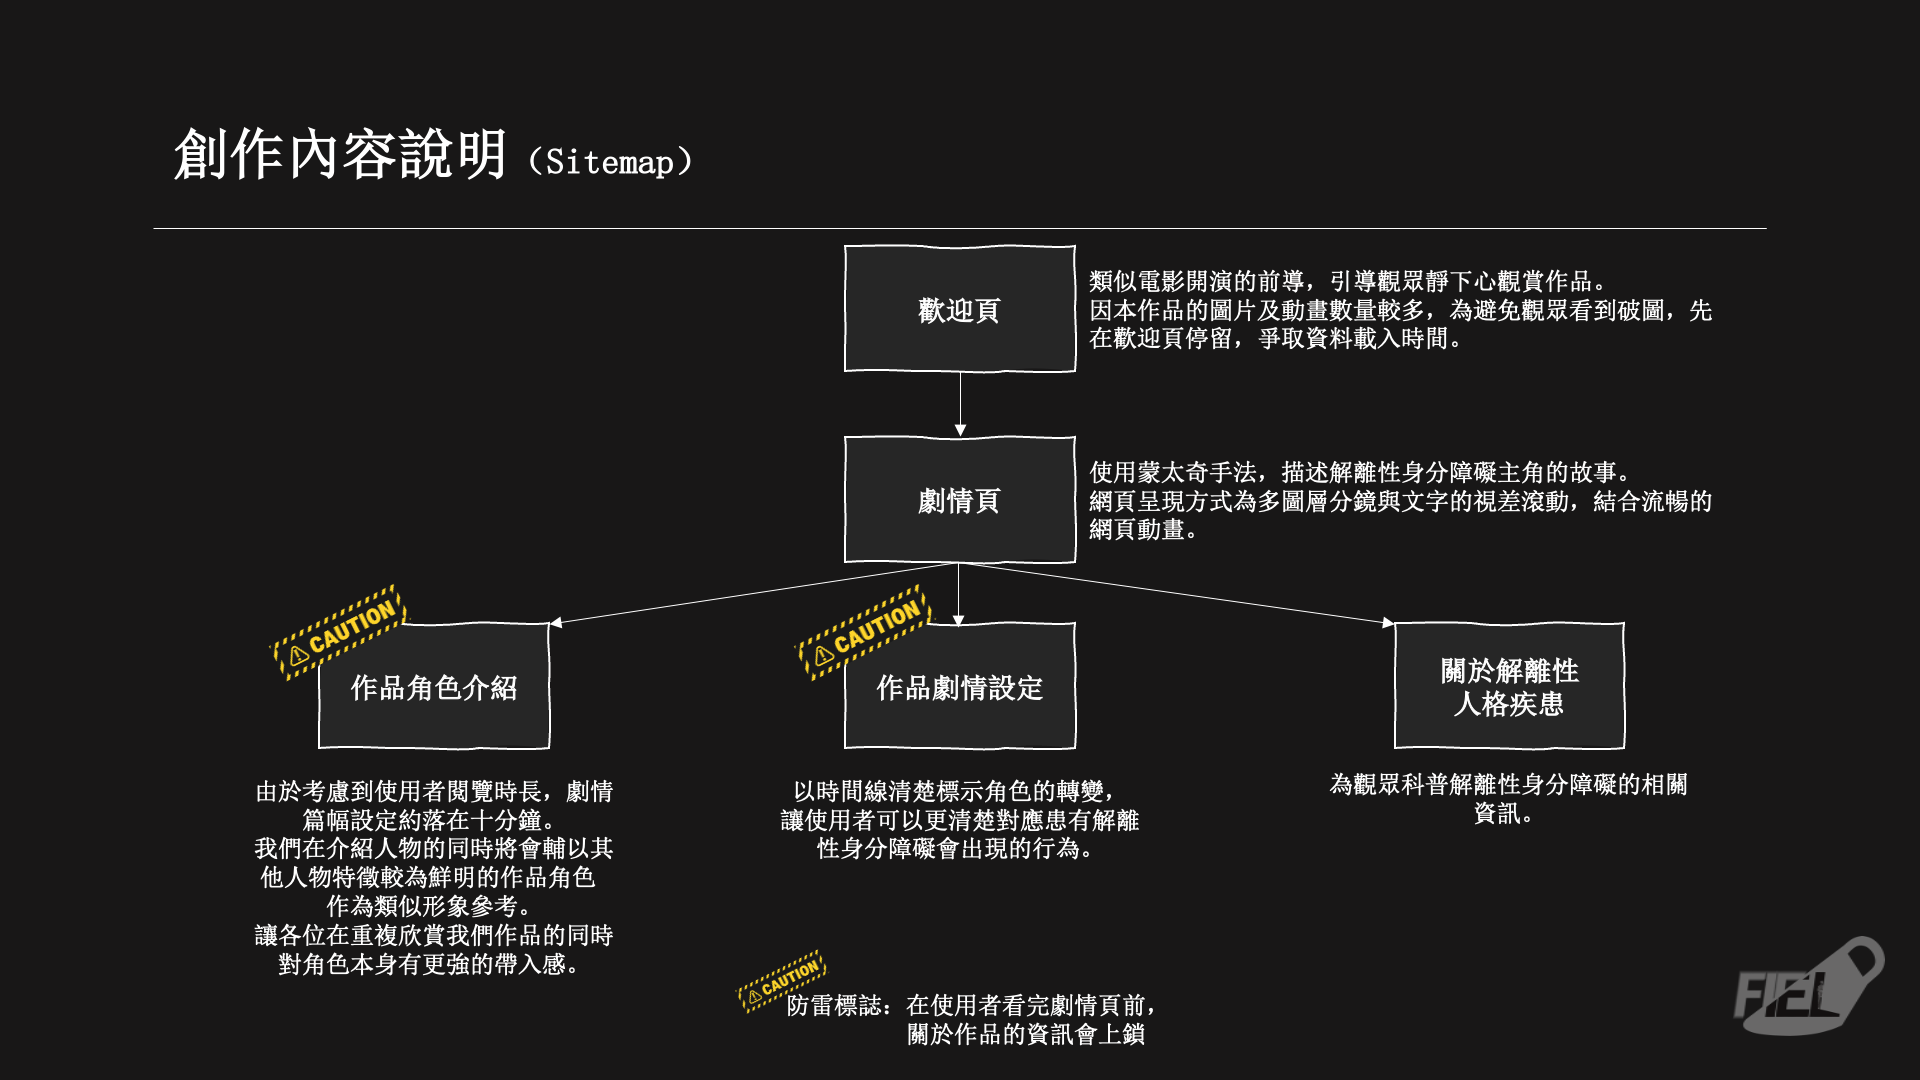 創作內容說明（Sitemap）
歡迎頁
類似電影開演的前導，引導觀眾靜下心觀賞作品。
因本作品的圖片及動畫數量較多，為避免觀眾看到破圖，先
在歡迎頁停留，爭取資料載入時間。
劇情頁
使用蒙太奇手法，描述解離性身分障礙主角的故事。
網頁呈現方式為多圖層分鏡與文字的視差滾動，結合流暢的
網頁動畫。
CAUTION
作品角色介紹
由於考慮到使用者閱覽時長，劇情
篇幅設定約落在十分鐘。
我們在介紹人物的同時將會輔以其
他人物特徵較為鮮明的作品角色
作為類似形象參考。
讓各位在重複欣賞我們作品的同時
對角色本身有更強的帶入感。
CAUTION
作品劇情設定
以時間線清楚標示角色的轉變，
讓使用者可以更清楚對應患有解離
性身分障礙會出現的行為。
關於解離性
人格疾患
為觀眾科普解離性身分障礙的相關
資訊。
CAUTION
防雷標誌：在使用者看完劇情頁前，
關於作品的資訊會上鎖
FIEL